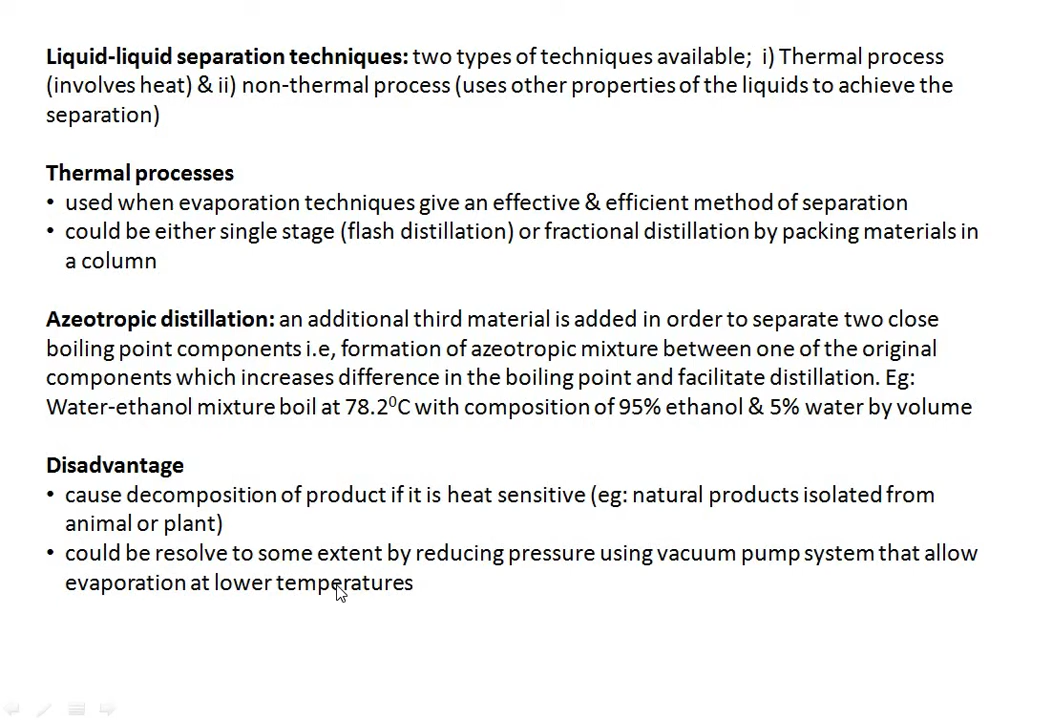 Liquid-liquid separation techniques: two types of techniques available;  i) Thermal process
(involves heat) & ii) non-thermal process (uses other properties of the liquids to achieve the
separation)
Thermal processes
• used when evaporation techniques give an effective & efficient method of separation
• could be either single stage (flash distillation) or fractional distillation by packing materials in
a column
Azeotropic distillation: an additional third material is added in order to separate two close
boiling point components i.e, formation of azeotropic mixture between one of the original
components which increases difference in the boiling point and facilitate distillation. Eg:
Water-ethanol mixture boil at 78.2⁰C with composition of 95% ethanol & 5% water by volume
Disadvantage
• cause decomposition of product if it is heat sensitive (eg: natural products isolated from
animal or plant)
• could be resolve to some extent by reducing pressure using vacuum pump system that allow
evaporation at lower temperatures